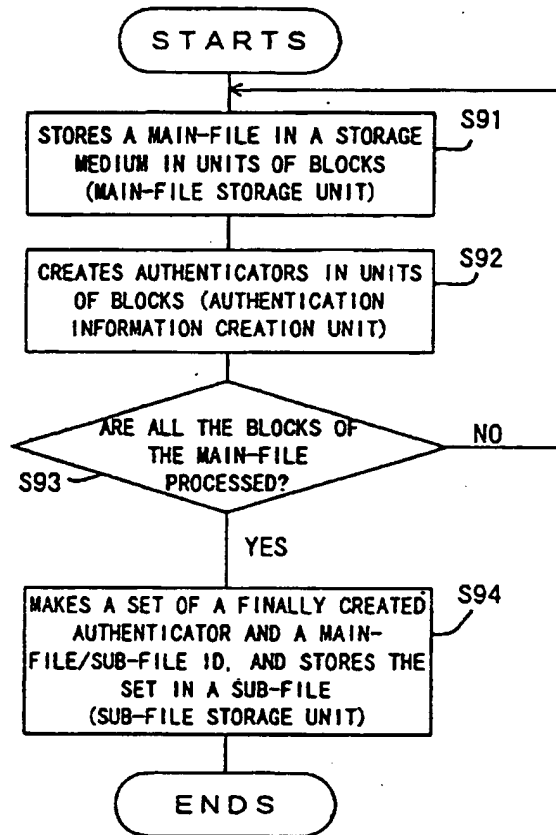 STARTS
STORES A MAIN-FILE IN A STORAGE
MEDIUM IN UNITS OF BLOCKS
(MAIN-FILE STORAGE UNIT)
S91
CREATES AUTHENTICATORS IN UNITS
OF BLOCKS (AUTHENTICATION
INFORMATION CREATION UNIT)
S92
ARE ALL THE BLOCKS OF
THE MAIN-FILE
PROCESSED?
NO
S93
YES
MAKES A SET OF A FINALLY CREATED
AUTHENTICATOR AND A MAIN-
FILE/SUB-FILE ID, AND STORES THE
SET IN A SUB-FILE
(SUB-FILE STORAGE UNIT)
S94
ENDS